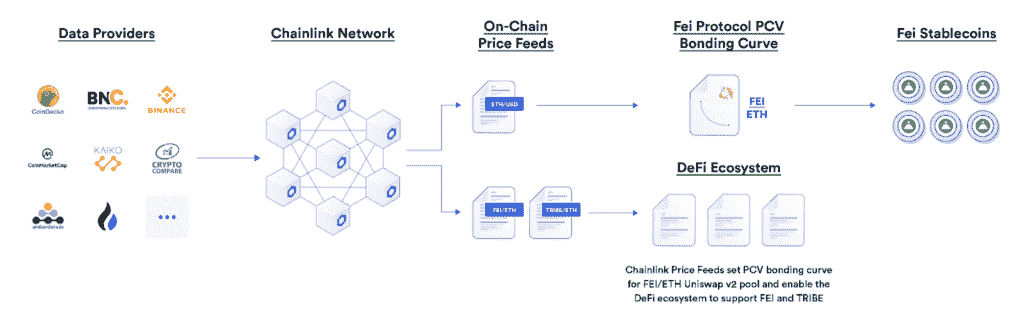 Data Providers
Chainlink Network
On-Chain
Price Feeds
Fei Protocol PCV
Bonding Curve
Fei Stablecoins
CoinGecko
BNC.
BINANCE
ETH/USD
FEI
ETH
CoinMarketCap
KAIKO
CRYPTO
COMPARE
DeFi Ecosystem
FEI/ETH
TRIBE/ETH
amberdata.io
Chainlink Price Feeds set PCV bonding curve
for FEI/ETH Uniswap v2 pool and enable the
DeFi ecosystem to support FEI and TRIBE